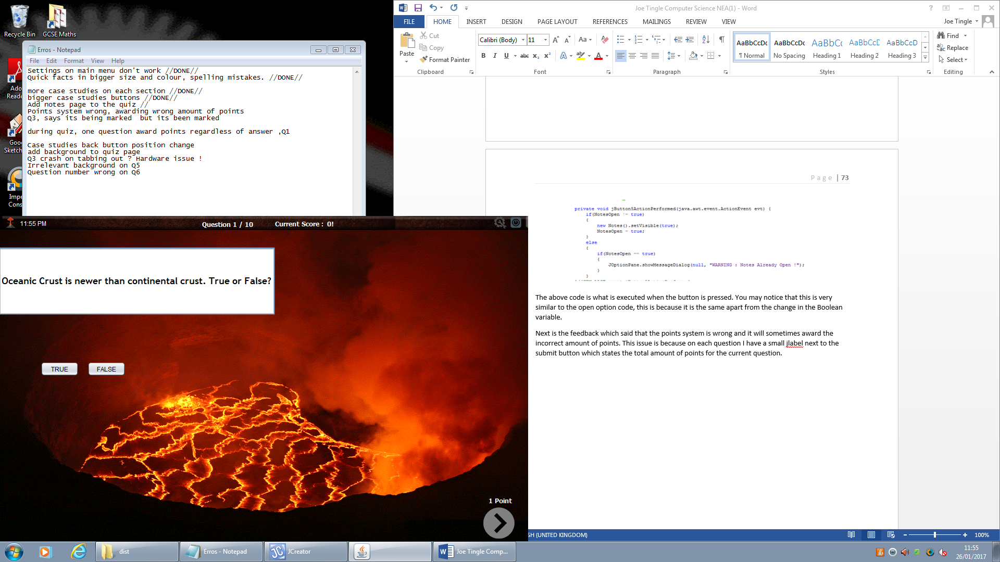 Recycle Bin
GCSE Maths
Erros - Notepad
File Edit Format View Help
Settings on main menu don't work //DONE//
Quick facts in bigger size and colour, spelling mistakes. //DONE//
more case studies on each section //DONE//
bigger case studies buttons //DONE//
Add notes page to the quiz //
Points system wrong, awarding wrong amount of points
Q3, says its being marked  but its been marked
during quiz, one question award points regardless of answer ,Q1
Case studies back button position change
add background to quiz page
Q3 crash on tabbing out ? Hardware issue !
Irrelevant background on Q5
Question number wrong on Q6
Ado
Reade
Goo
Sketch
Impe
Cons
11:55 PM
Question 1 / 10
Current Score : 0!
Oceanic Crust is newer than continental crust. True or False?
TRUE
FALSE
1 Point
Joe Tingle Computer Science NEA(1) - Word
FILE HOME INSERT DESIGN PAGE LAYOUT REFERENCES MAILINGS REVIEW VIEW
Joe Tingle
Paste
Cut
Copy
Format Painter
Clipboard
Calibri (Body) 11
Font
Paragraph
AaBbCcDc AaBbCcDc AaBbCc AaBbCcD AaBbCcD
¶ Normal No Spacing Heading 1 Heading 2 Heading 3
Styles
Find
Replace
Select
Editing
Page | 73
private void jButton5ActionPerformed(java.awt.event.ActionEvent evt) {
if(NotesOpen != true)
{
new Notes().setVisible(true);
NotesOpen = true;
}
else
{
if(NotesOpen == true)
{
JOptionPane.showMessageDialog(null, "WARNING : Notes Already Open !");
}
}
The above code is what is executed when the button is pressed. You may notice that this is very
similar to the open option code, this is because it is the same apart from the change in the Boolean
variable.
Next is the feedback which said that the points system is wrong and it will sometimes award the
incorrect amount of points. This issue is because on each question I have a small jlabel next to the
submit button which states the total amount of points for the current question.
SH (UNITED KINGDOM)
100%
dist
Erros - Notepad
JCreator
Joe Tingle Comp...
11:55
26/01/2017